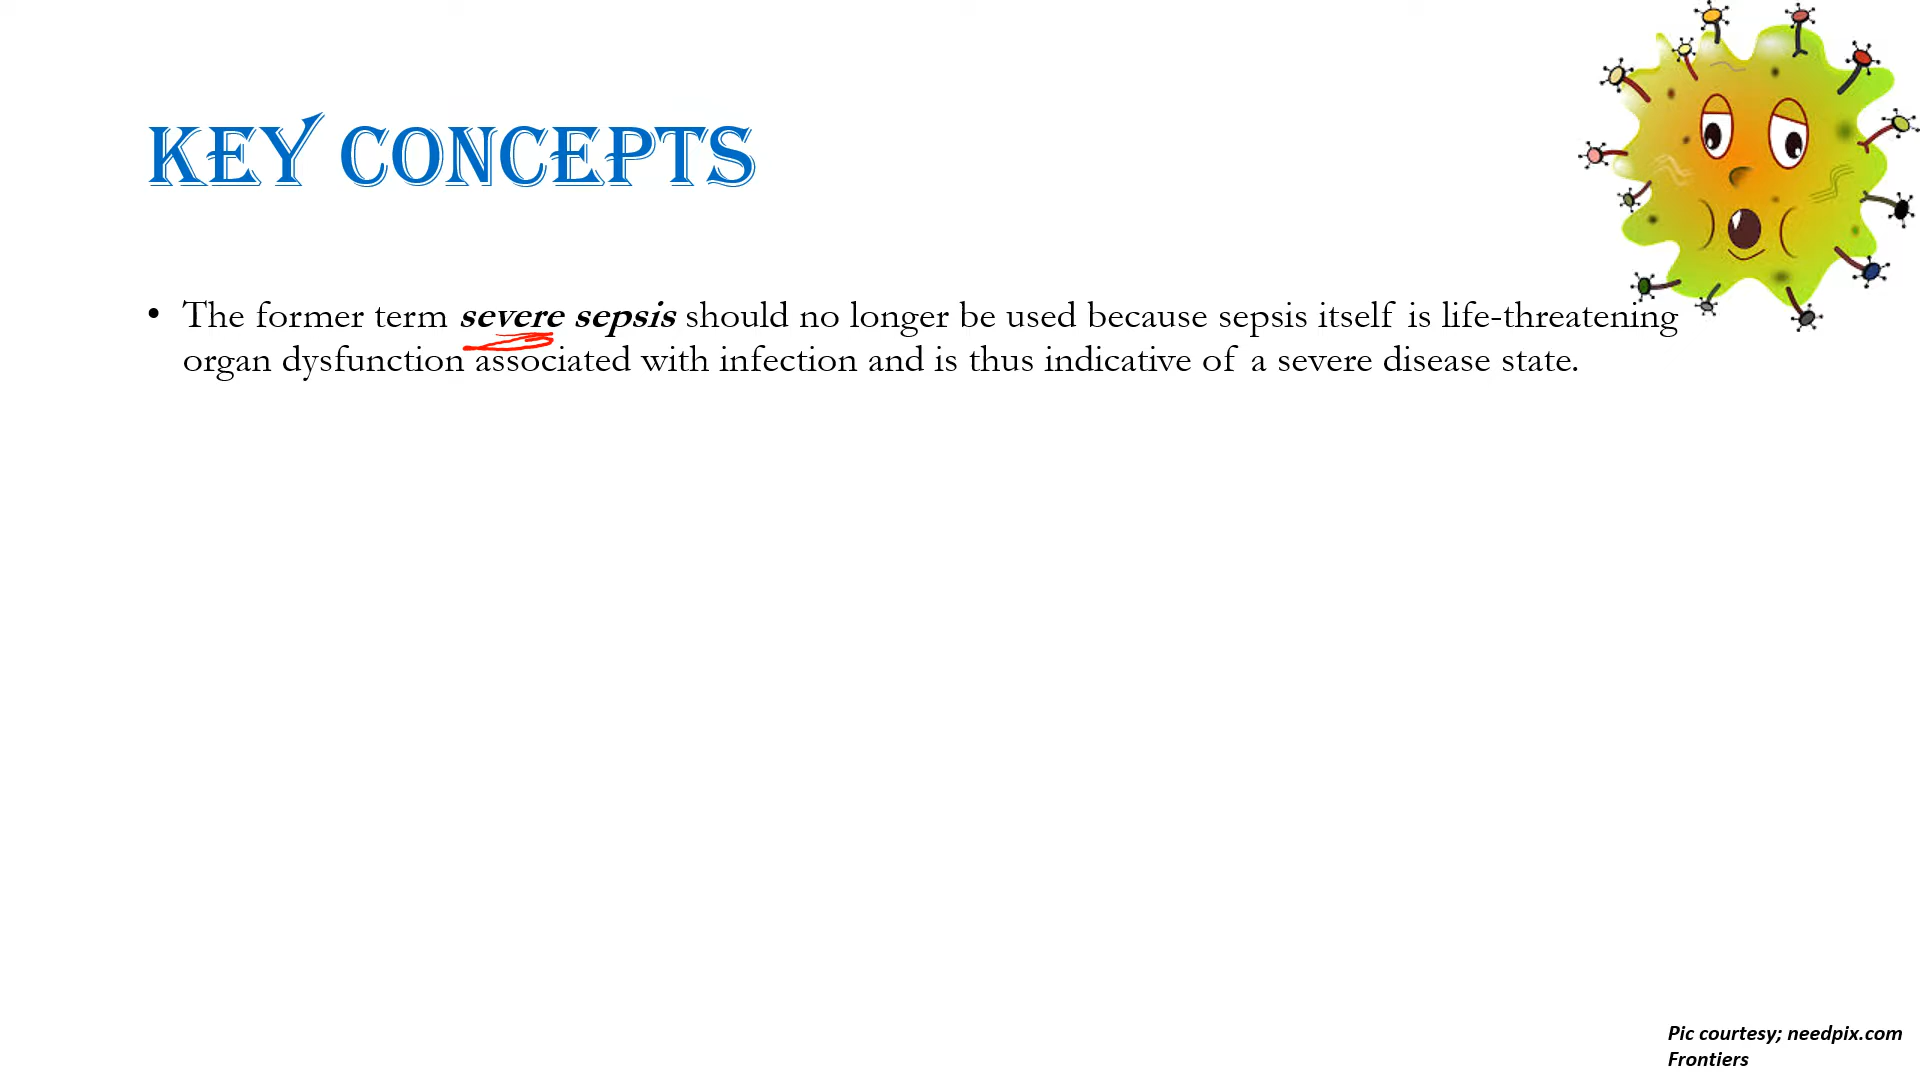 KEY CONCEPTS
• The former term severe sepsis should no longer be used because sepsis itself is life-threatening
organ dysfunction associated with infection and is thus indicative of a severe disease state.
Pic courtesy; needpix.com
Frontiers